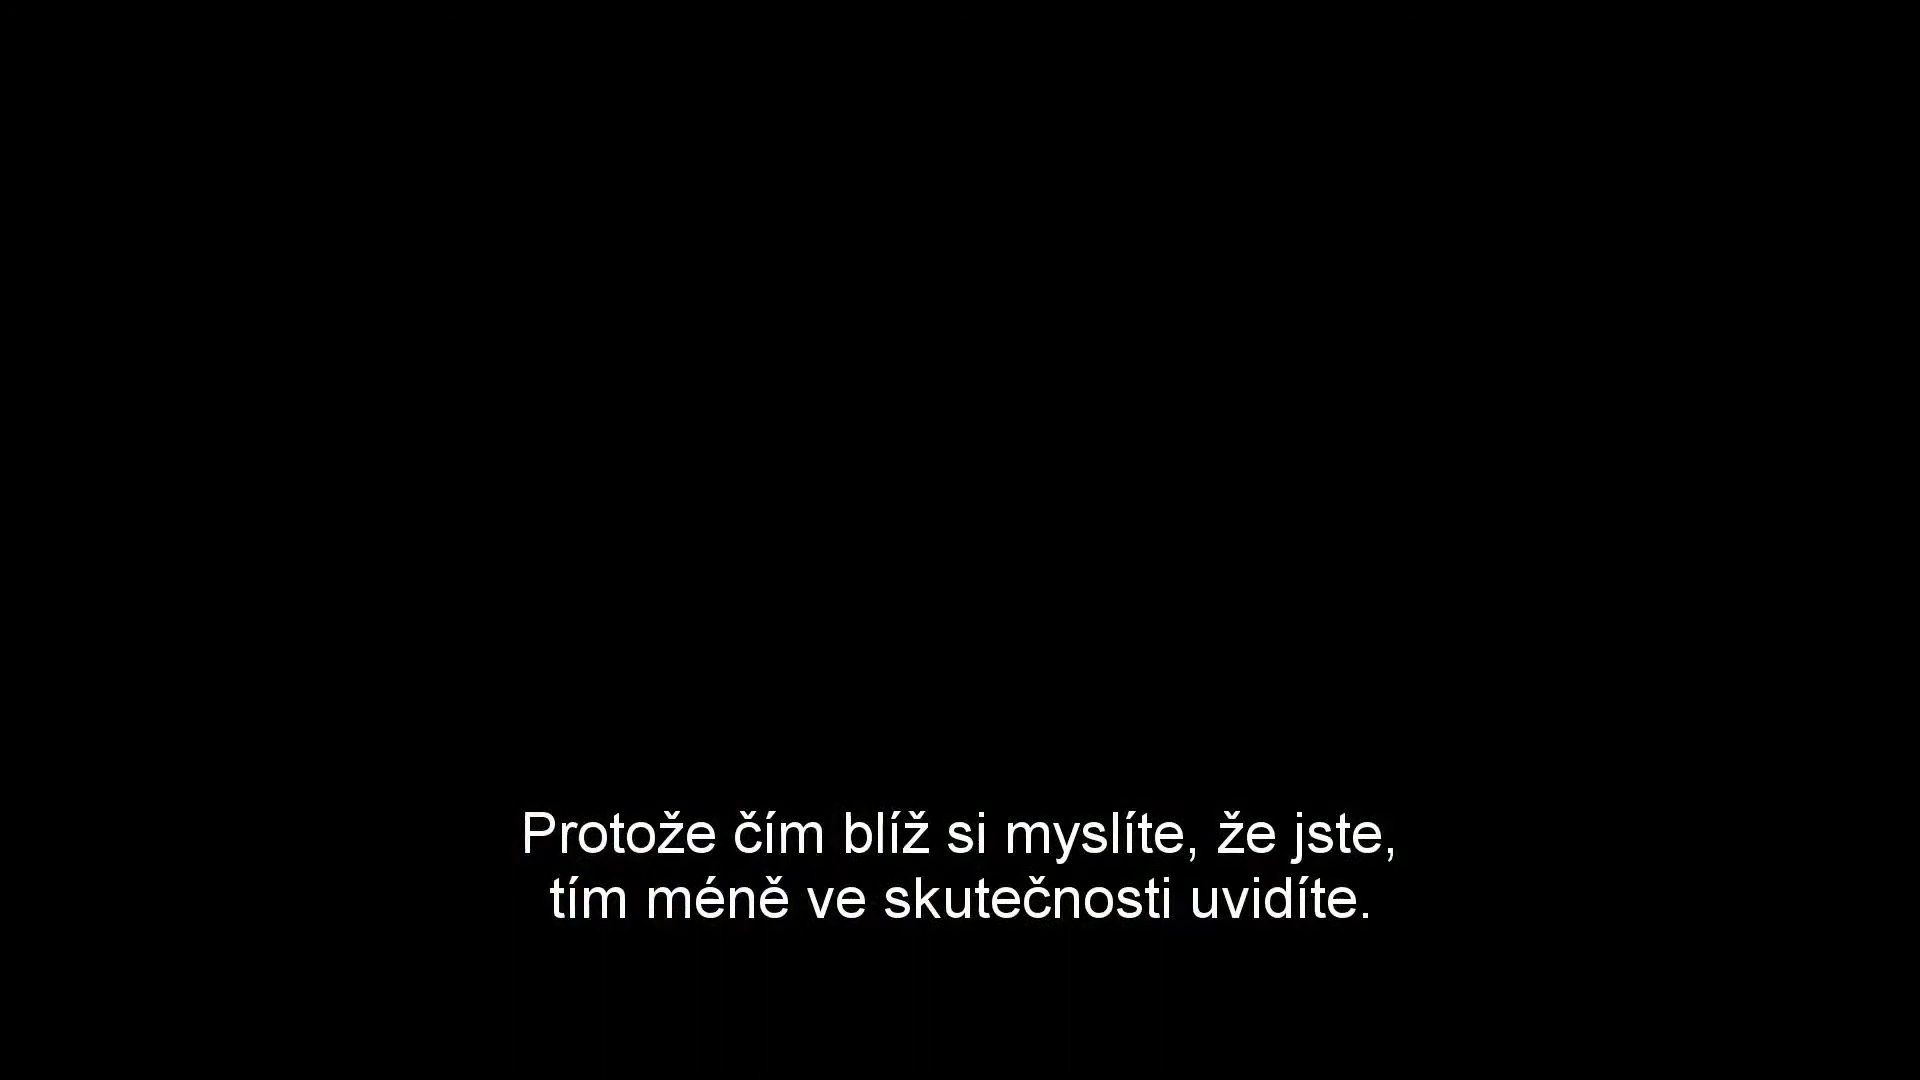 Protože čím blíž si myslíte, že jste,
tím méně ve skutečnosti uvidíte.